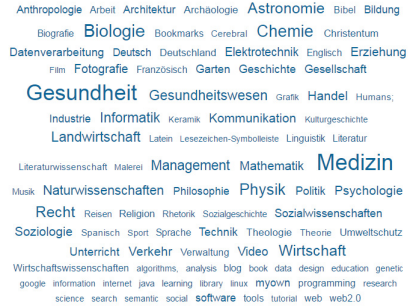 Anthropologie Arbeit Architektur Archäologie Astronomie Bibel Bildung
Biografie Biologie Bookmarks Cerebral Chemie Christentum
Datenverarbeitung Deutsch Deutschland Elektrotechnik Englisch Erziehung
Film Fotografie Französisch Garten Geschichte Gesellschaft
Gesundheit Gesundheitswesen Grafik Handel Humans;
Industrie Informatik Keramik Kommunikation Kulturgeschichte
Landwirtschaft Latein Lesezeichen-Symbolleiste Linguistik Literatur
Literaturwissenschaft Malerei Management Mathematik Medizin
Musik Naturwissenschaften Philosophie Physik Politik Psychologie
Recht Reisen Religion Rhetorik Sozialgeschichte Sozialwissenschaften
Soziologie Spanisch Sport Sprache Technik Theologie Theorie Umweltschutz
Unterricht Verkehr Verwaltung Video Wirtschaft
Wirtschaftswissenschaften algorithms, analysis blog book data design education genetic
google information internet java learning library linux myown programming research
science search semantic social software tools tutorial web web2.0